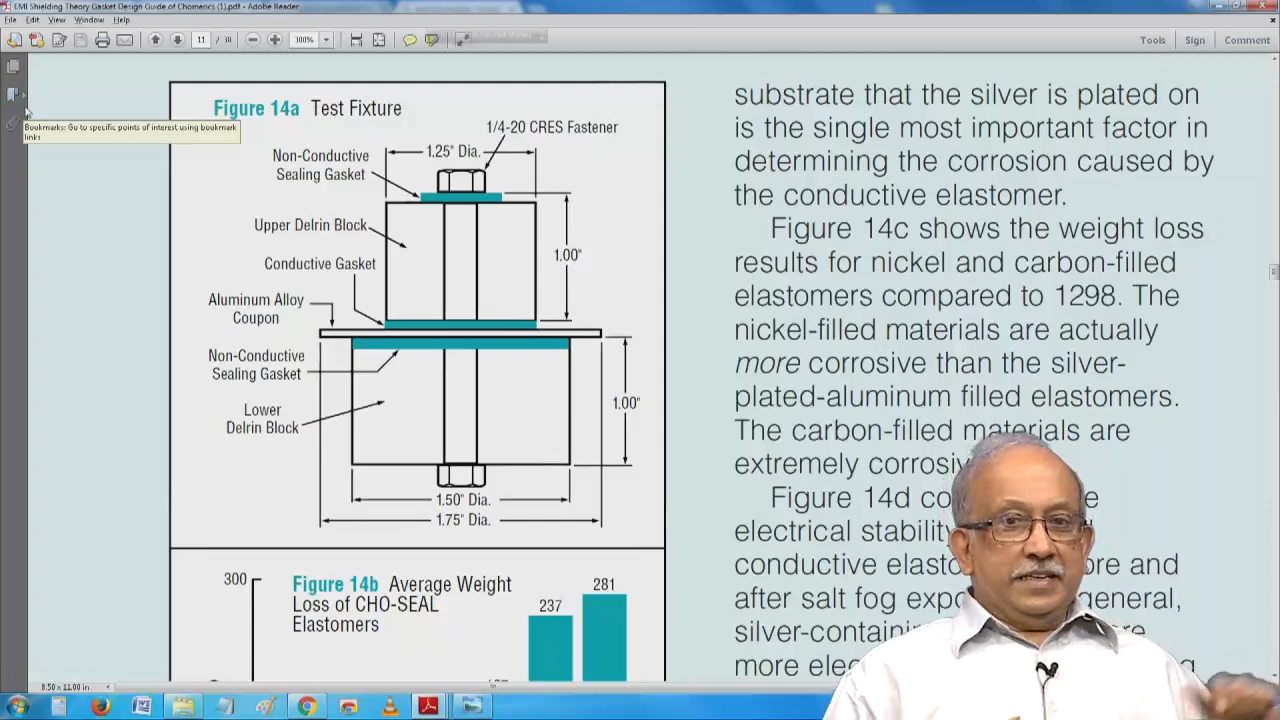 EMI Shielding Theory Gasket Design Guide of Chomerics (1).pdf - Adobe Reader
File Edit View Window Help
11 / 38
300%
Tools Sign Comment
Bookmarks: Go to specific points of interest using bookmark
links
Figure 14a Test Fixture
1/4-20 CRES Fastener
Non-Conductive
Sealing Gasket
1.25" Dia.
Upper Delrin Block
1.00"
Conductive Gasket
Aluminum Alloy
Coupon
Non-Conductive
Sealing Gasket
1.00"
Lower
Delrin Block
1.50" Dia.
1.75" Dia.
Figure 14b Average Weight
Loss of CHO-SEAL
Elastomers
300
237
281
substrate that the silver is plated on
is the single most important factor in
determining the corrosion caused by
the conductive elastomer.
Figure 14c shows the weight loss
results for nickel and carbon-filled
elastomers compared to 1298. The
nickel-filled materials are actually
more corrosive than the silver-
plated-aluminum filled elastomers.
The carbon-filled materials are
extremely
Figure 14d
electrical
conductive and
after salt fog general,
more
8.50 x 11.00 in